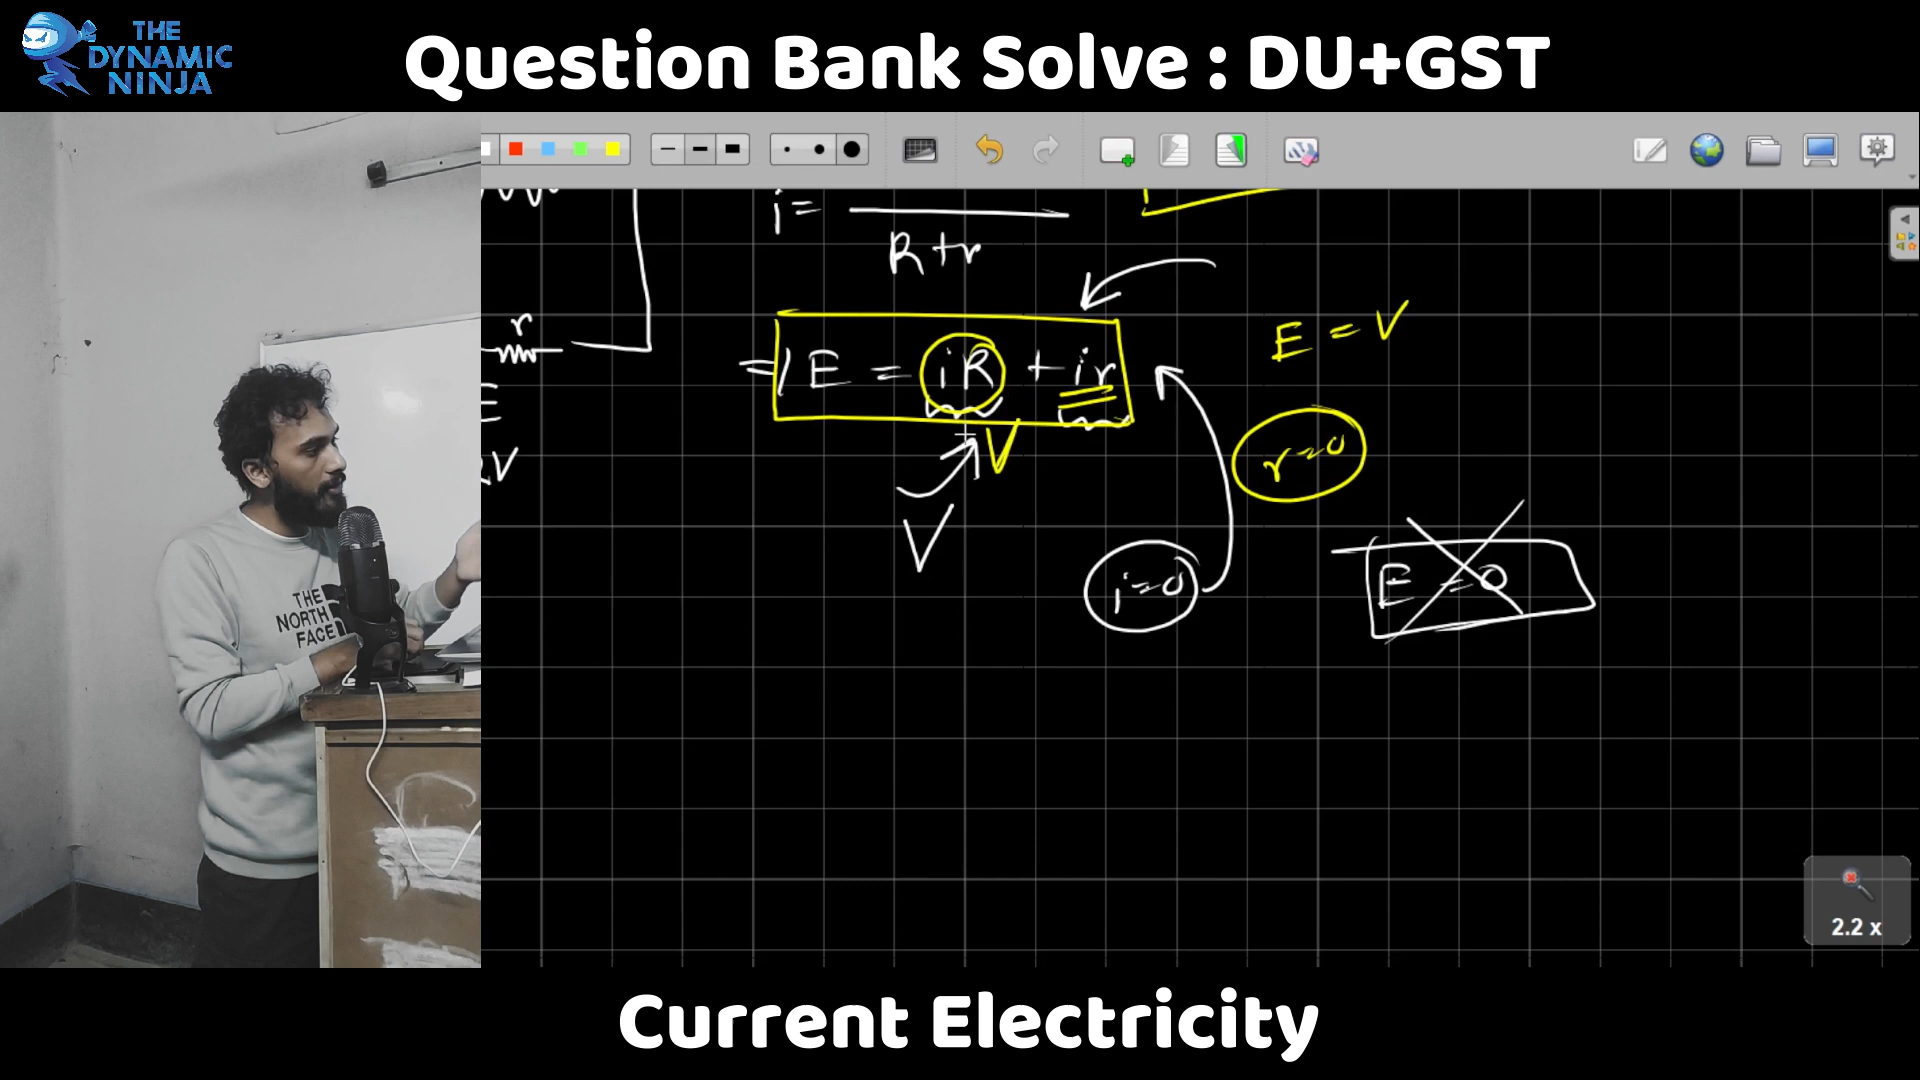 THE
DYNAMIC
NINJA
Question Bank Solve : DU+GST
i =
R+r
r
E = V
=) E = iR + ir
E
V
V
r=0
V
i=0
E = 0
THE
NORTH
FACE
2.2 x
Current Electricity